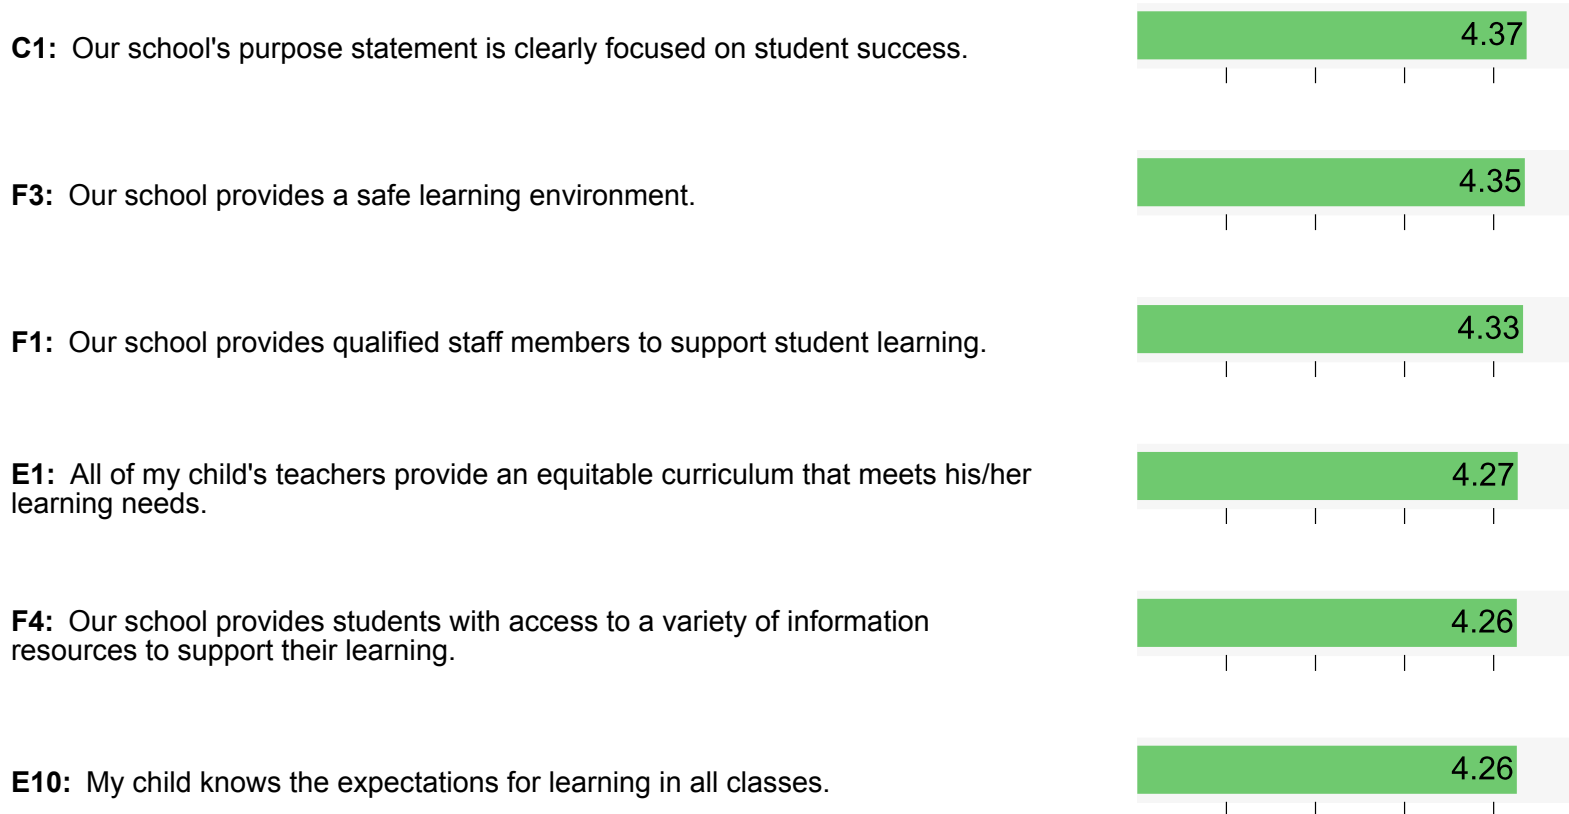 C1: Our school's purpose statement is clearly focused on student success.
4.37
F3: Our school provides a safe learning environment.
4.35
F1: Our school provides qualified staff members to support student learning.
4.33
E1: All of my child's teachers provide an equitable curriculum that meets his/her
learning needs.
4.27
F4: Our school provides students with access to a variety of information
resources to support their learning.
4.26
E10: My child knows the expectations for learning in all classes.
4.26